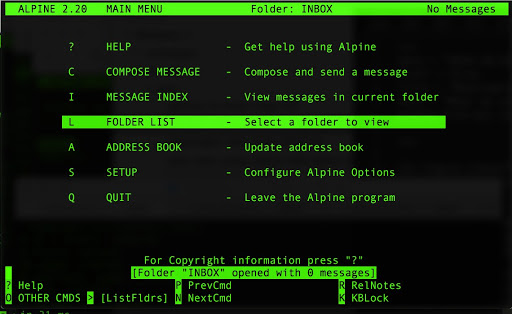 ALPINE 2.20 MAIN MENU Folder: INBOX No Messages
? HELP - Get help using Alpine
C COMPOSE MESSAGE - Compose and send a message
I MESSAGE INDEX - View messages in current folder
L FOLDER LIST - Select a folder to view
A ADDRESS BOOK - Update address book
S SETUP - Configure Alpine Options
Q QUIT - Leave the Alpine program
For Copyright information press "?"
[Folder "INBOX" opened with 0 messages]
? Help P PrevCmd R RelNotes
O OTHER CMDS > [ListFldrs] N NextCmd K KBLock